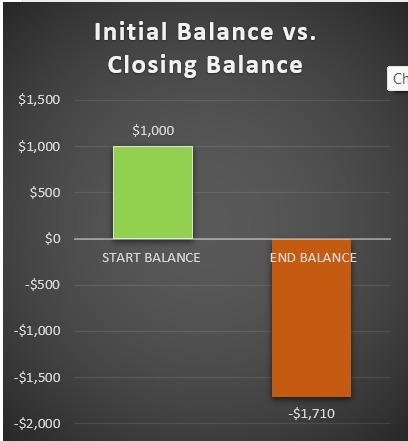 Initial Balance vs.
Closing Balance
Ch
$1,500
$1,000
$1,000
$500
$0
START BALANCE
END BALANCE
-$500
-$1,000
-$1,500
-$1,710
-$2,000